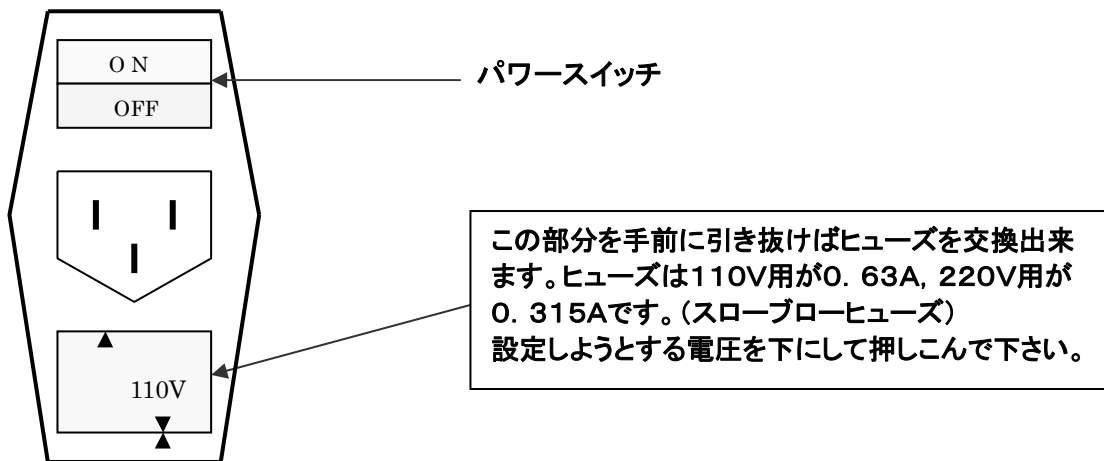 O N
パワースイッチ
OFF
この部分を手前に引き抜けばヒューズを交換出来
ます。ヒューズは110V用が0．63A, 220V用が
0．315Aです。（スローブローヒューズ）
設定しようとする電圧を下にして押しこんで下さい。
110V